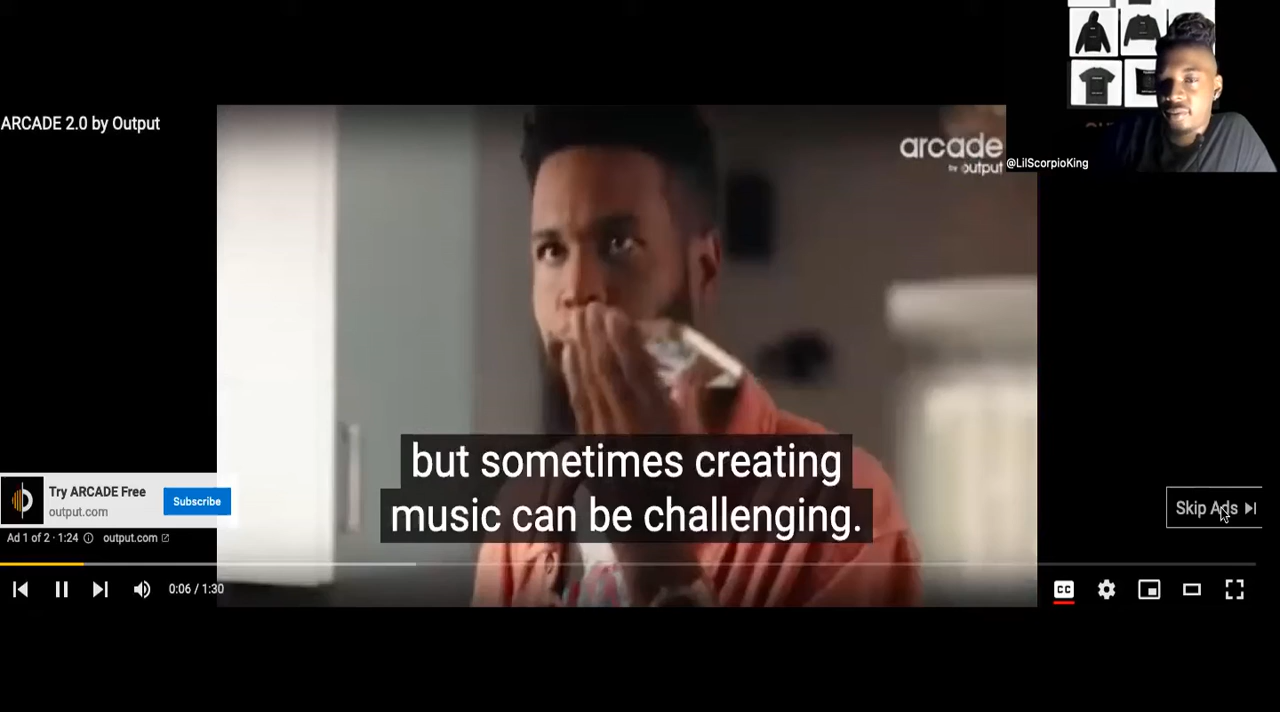 ARCADE 2.0 by Output
arcade
by output
@LilScorpioKing
but sometimes creating
music can be challenging.
Try ARCADE Free
output.com
Subscribe
Skip Ads
Ad 1 of 2 · 1:24
output.com
0:06 / 1:30
CC